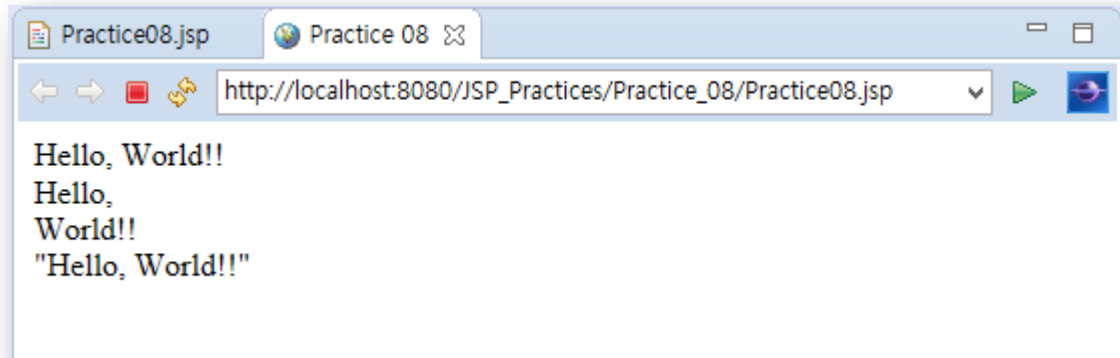 Practice08.jsp
Practice 08
http://localhost:8080/JSP_Practices/Practice_08/Practice08.jsp
Hello, World!!
Hello,
World!!
"Hello, World!!"